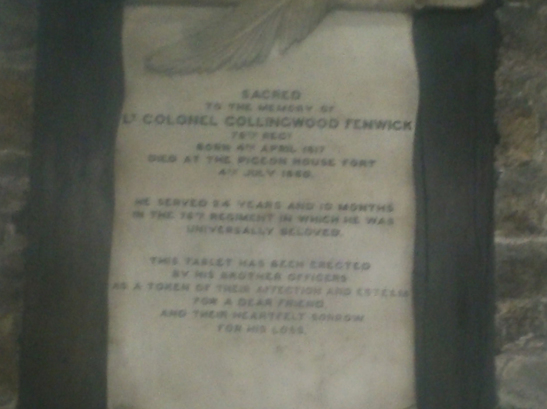 SACRED
TO THE MEMORY OF
LT COLONEL COLLINGWOOD FENWICK
76TH REGT
BORN 4TH APRIL 1817
DIED AT THE PIGEON HOUSE FORT
4TH JULY 1860.
HE SERVED 24 YEARS AND 10 MONTHS
IN THE 76TH REGIMENT IN WHICH HE WAS
UNIVERSALLY BELOVED.
THIS TABLET HAS BEEN ERECTED
BY HIS BROTHER OFFICERS
AS A TOKEN OF THEIR AFFECTION AND ESTEEM
FOR A DEAR FRIEND,
AND THEIR HEARTFELT SORROW
FOR HIS LOSS.